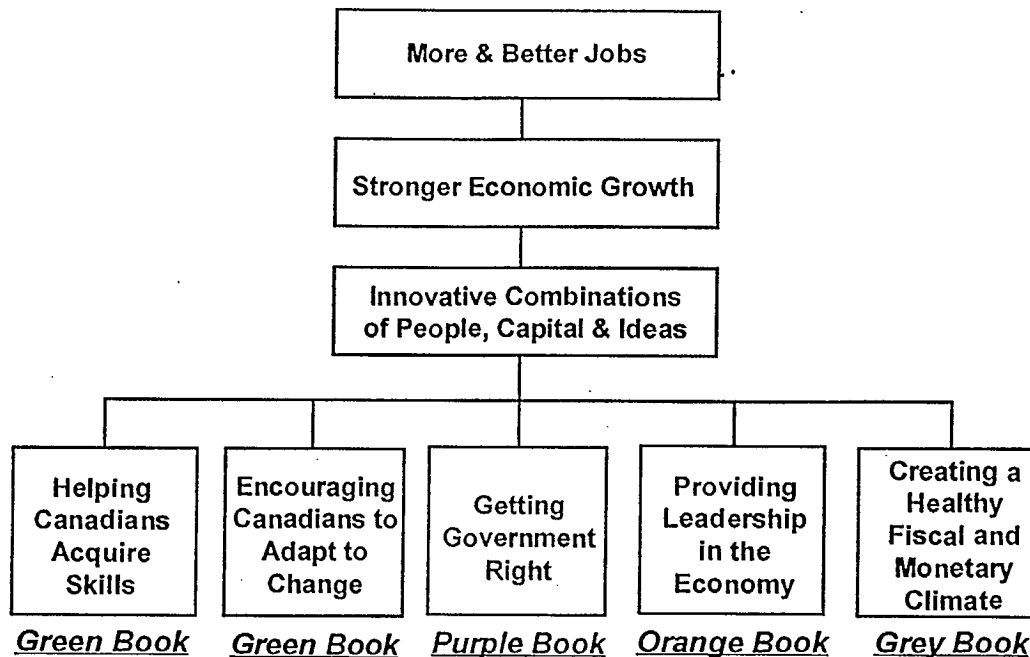 More & Better Jobs
Stronger Economic Growth
Innovative Combinations
of People, Capital & Ideas
Helping
Canadians
Acquire
Skills
Encouraging
Canadians to
Adapt to
Change
Getting
Government
Right
Providing
Leadership
in the
Economy
Creating a
Healthy
Fiscal and
Monetary
Climate
Green Book
Green Book
Purple Book
Orange Book
Grey Book